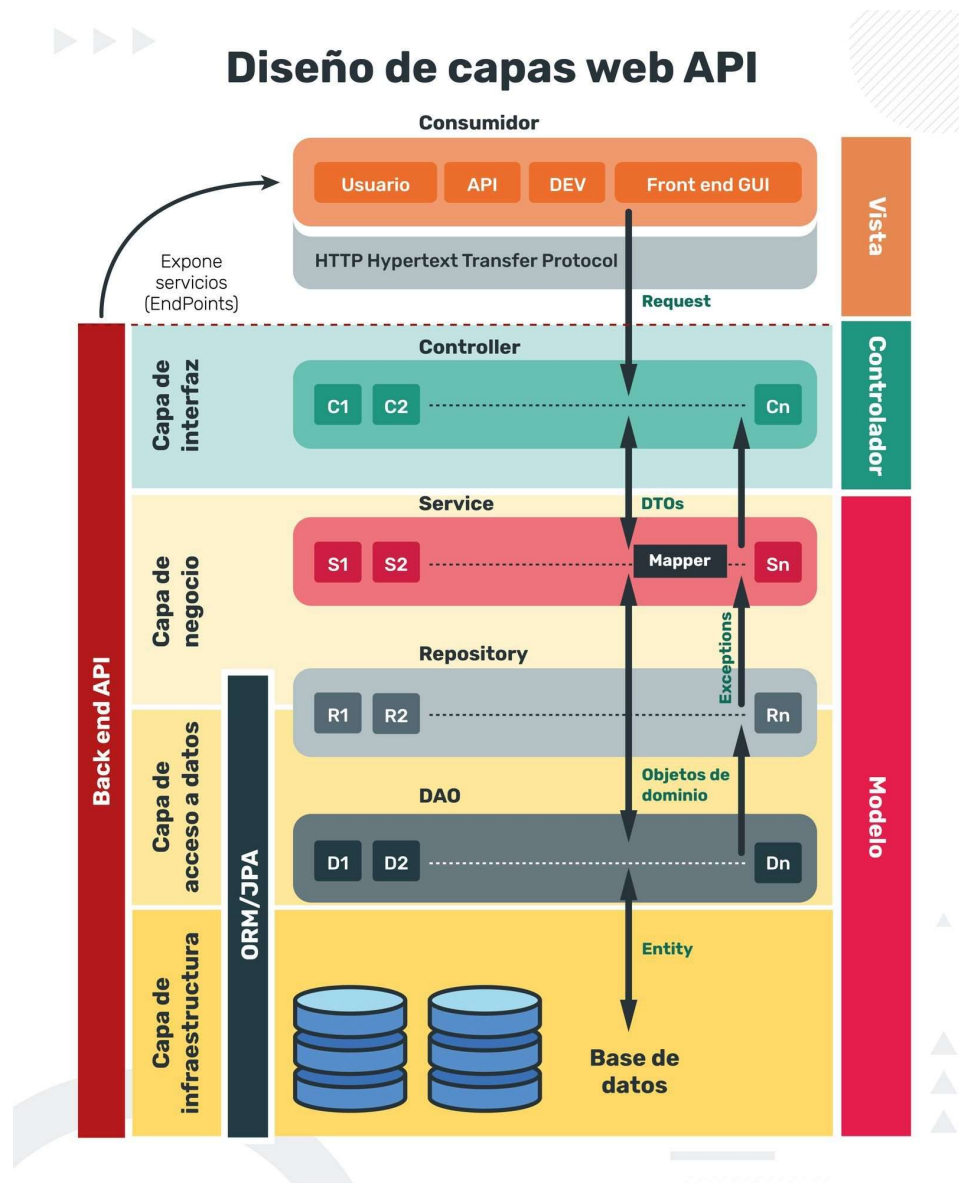 Diseño de capas web API
Consumidor
Usuario
API
DEV
Front end GUI
HTTP Hypertext Transfer Protocol
Expone
servicios
(EndPoints)
Request
Vista
Controller
C1
C2
Cn
Capa de
interfaz
Controlador
DTOs
Service
S1
S2
Mapper
Sn
Capa de
negocio
Exceptions
Repository
R1
R2
Rn
Objetos de
dominio
DAO
D1
D2
Dn
Capa de
acceso a datos
Back end API
ORM/JPA
Modelo
Entity
Capa de
infraestructura
Base de
datos